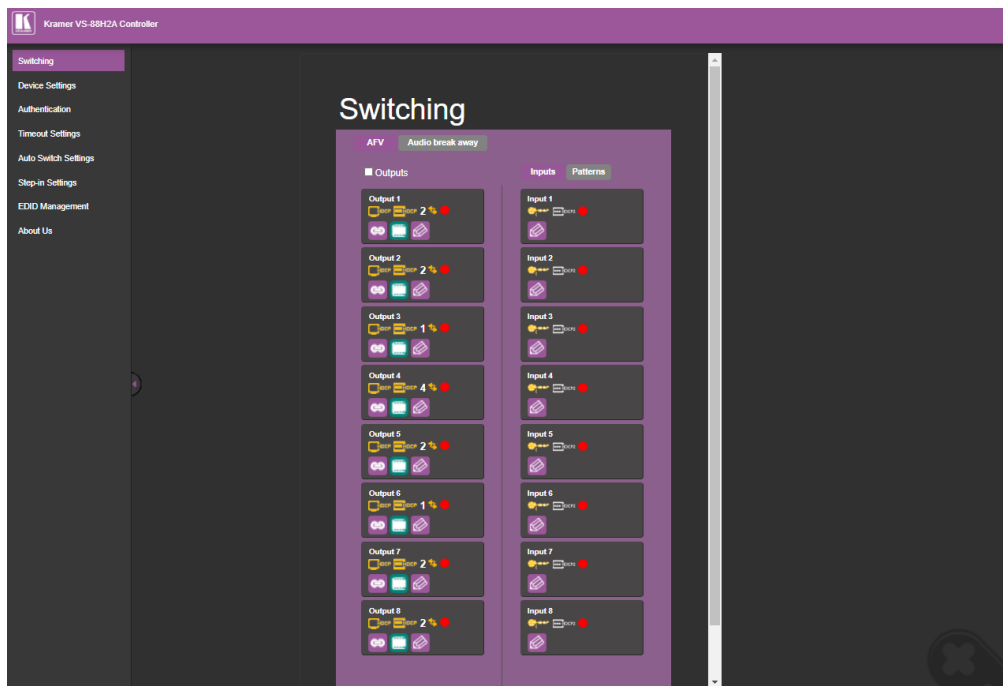 Kramer VS-88H2A Controller
Switching
Device Settings
Authentication
Timeout Settings
Auto Switch Settings
Step-in Settings
EDID Management
About Us
Switching
AFV Audio break away
Outputs
Inputs Patterns
Output 1
2
Output 2
2
Output 3
1
Output 4
4
Output 5
2
Output 6
1
Output 7
2
Output 8
2
Input 1
Input 2
Input 3
Input 4
Input 5
Input 6
Input 7
Input 8